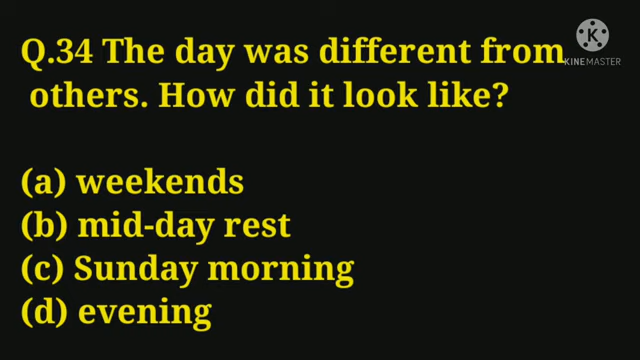 Q.34 The day was different from
others. How did it look like?
(a) weekends
(b) mid-day rest
(c) Sunday morning
(d) evening
K
KINEMASTER